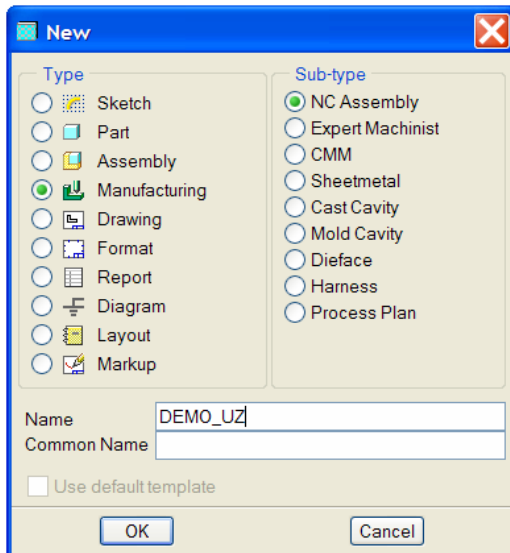 New
Type
Sketch
Part
Assembly
Manufacturing
Drawing
Format
Report
Diagram
Layout
Markup
Sub-type
NC Assembly
Expert Machinist
CMM
Sheetmetal
Cast Cavity
Mold Cavity
Dieface
Harness
Process Plan
Name DEMO_UZ
Common Name
Use default template
OK Cancel